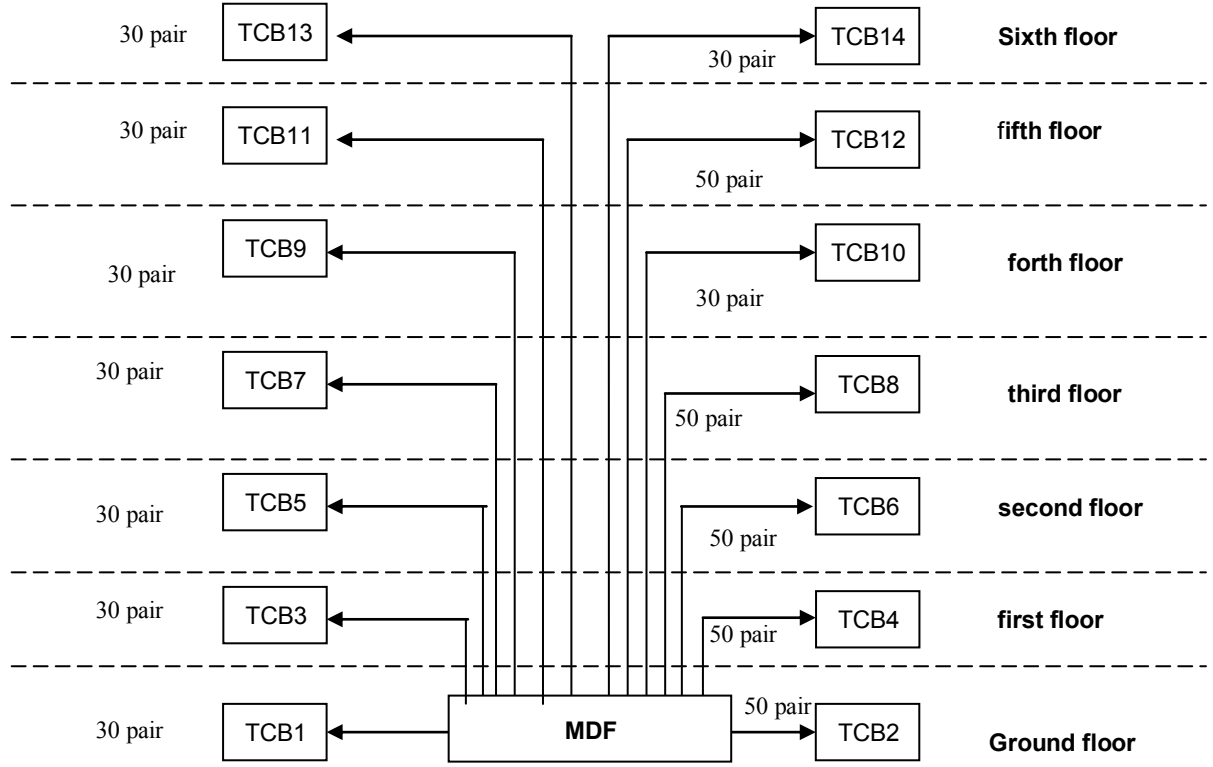 30 pair TCB13 TCB14 Sixth floor
30 pair
30 pair TCB11 TCB12 fifth floor
50 pair
TCB9 TCB10 forth floor
30 pair 30 pair
30 pair TCB7 TCB8 third floor
50 pair
30 pair TCB5 TCB6 second floor
50 pair
30 pair TCB3 TCB4 first floor
50 pair
50 pair
30 pair TCB1 MDF TCB2 Ground floor